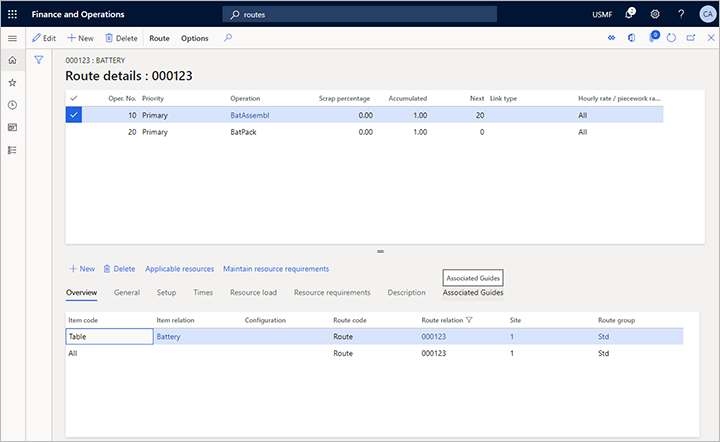 Finance and Operations routes USMF 2 ? CA
Edit New Delete Route Options 0
000123 : BATTERY
Route details : 000123
Oper. No. Priority Operation Scrap percentage Accumulated Next Link type Hourly rate / piecework ra...
10 Primary BatAssembl 0.00 1.00 20 All
20 Primary BatPack 0.00 1.00 0 All
New Delete Applicable resources Maintain resource requirements
Associated Guides
Overview General Setup Times Resource load Resource requirements Description Associated Guides
Item code Item relation Configuration Route code Route relation Site Route group
Table Battery Route 000123 1 Std
All Route 000123 1 Std